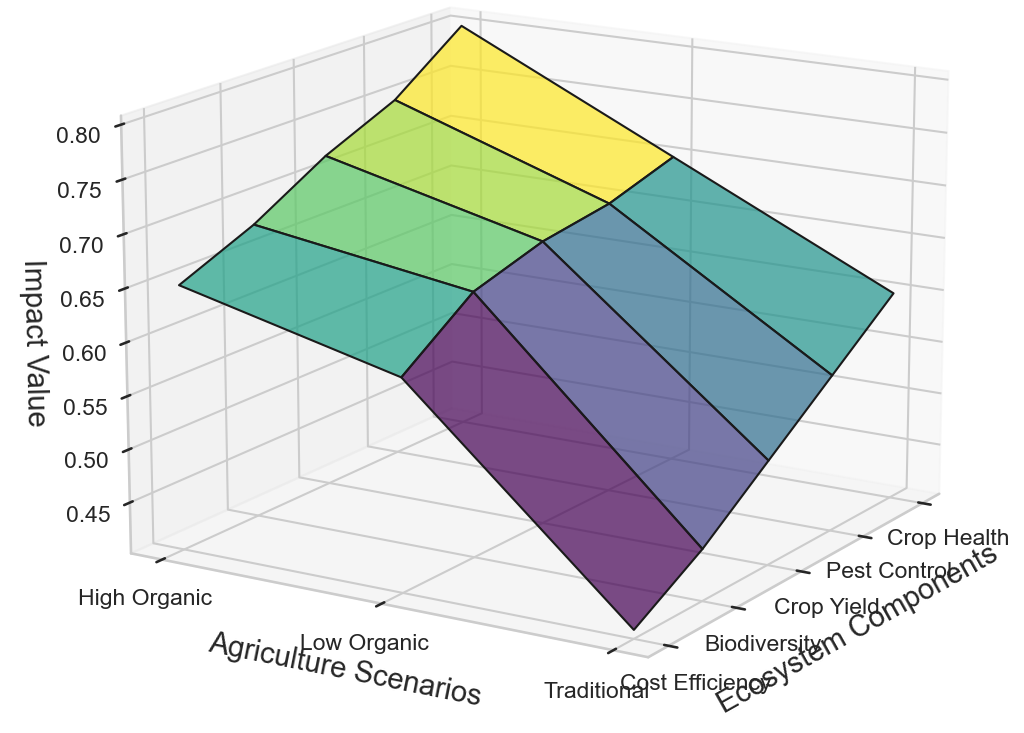 0.80
0.75
0.70
0.65
0.60
0.55
0.50
0.45
Impact Value
High Organic
Low Organic
Traditional
Agriculture Scenarios
Crop Health
Pest Control
Crop Yield
Biodiversity
Cost Efficiency
Ecosystem Components